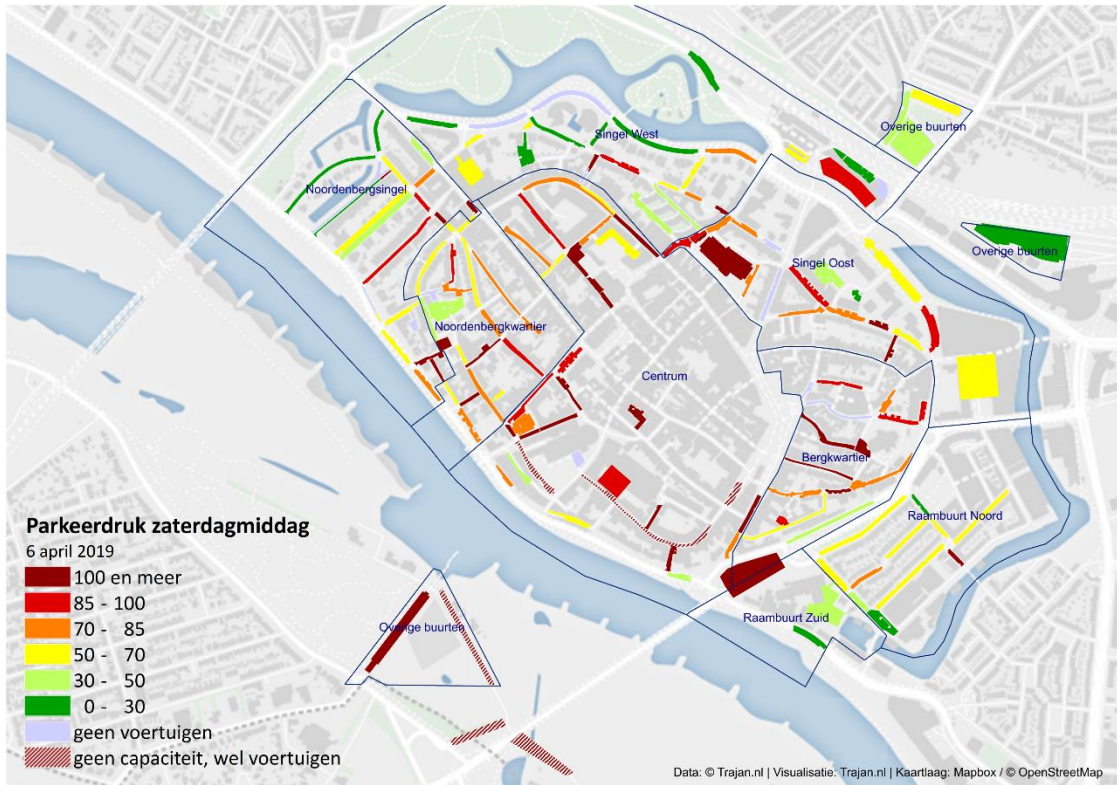 Overige buurten
Singel West
Noordenbergsingel
Overige buurten
Singel Oost
Noordenbergkwartier
Centrum
Bergkwartier
Raambuurt Noord
Raambuurt Zuid
Overige buurten
Parkeerdruk zaterdagmiddag
6 april 2019
100 en meer
85 - 100
70 - 85
50 - 70
30 - 50
0 - 30
geen voertuigen
geen capaciteit, wel voertuigen
Data: © Trajan.nl | Visualisatie: Trajan.nl | Kaartlaag: Mapbox / © OpenStreetMap